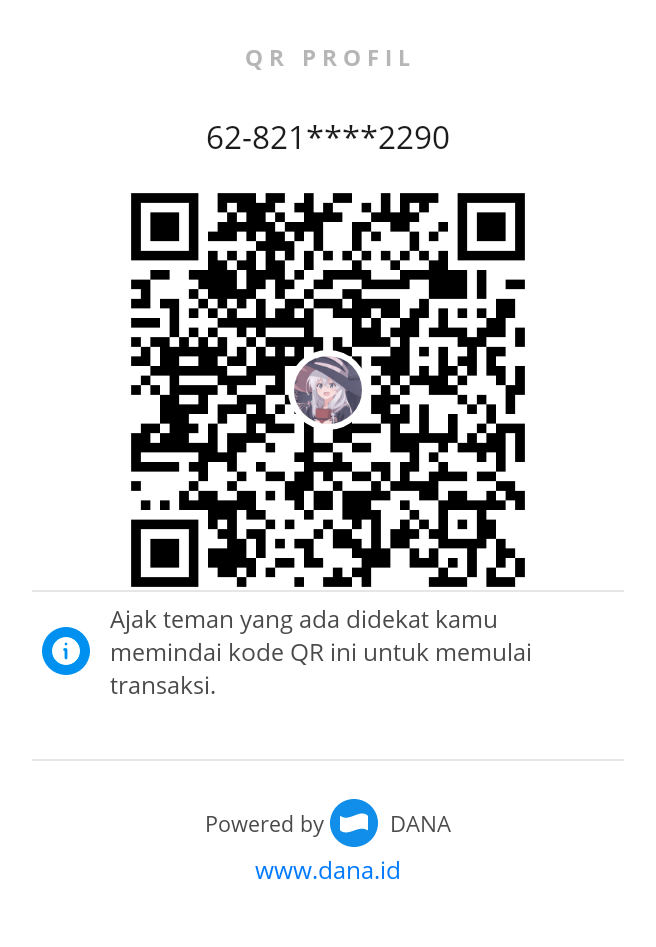 QR PROFIL
62-821****2290
Ajak teman yang ada didekat kamu
memindai kode QR ini untuk memulai
transaksi.
Powered by DANA
www.dana.id